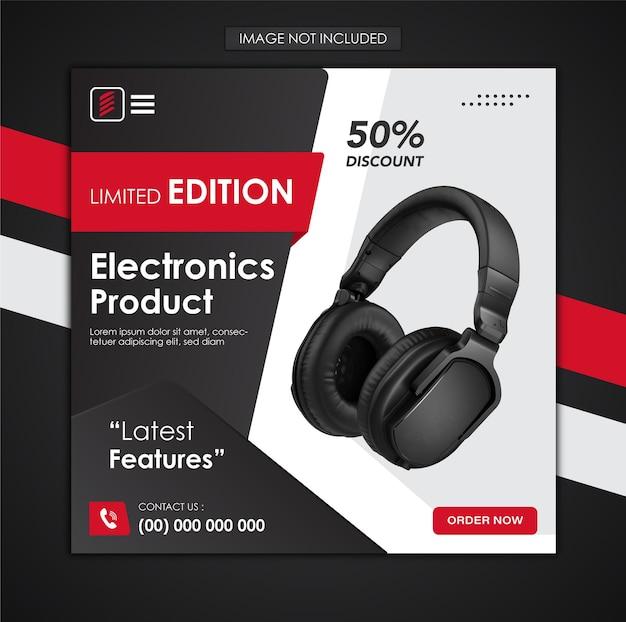 IMAGE NOT INCLUDED
50%
DISCOUNT
LIMITED EDITION
Electronics
Product
Lorem ipsum dolor sit amet, consec-
tetuer adipiscing elit, sed diam
“Latest
Features”
CONTACT US :
(00) 000 000 000
ORDER NOW